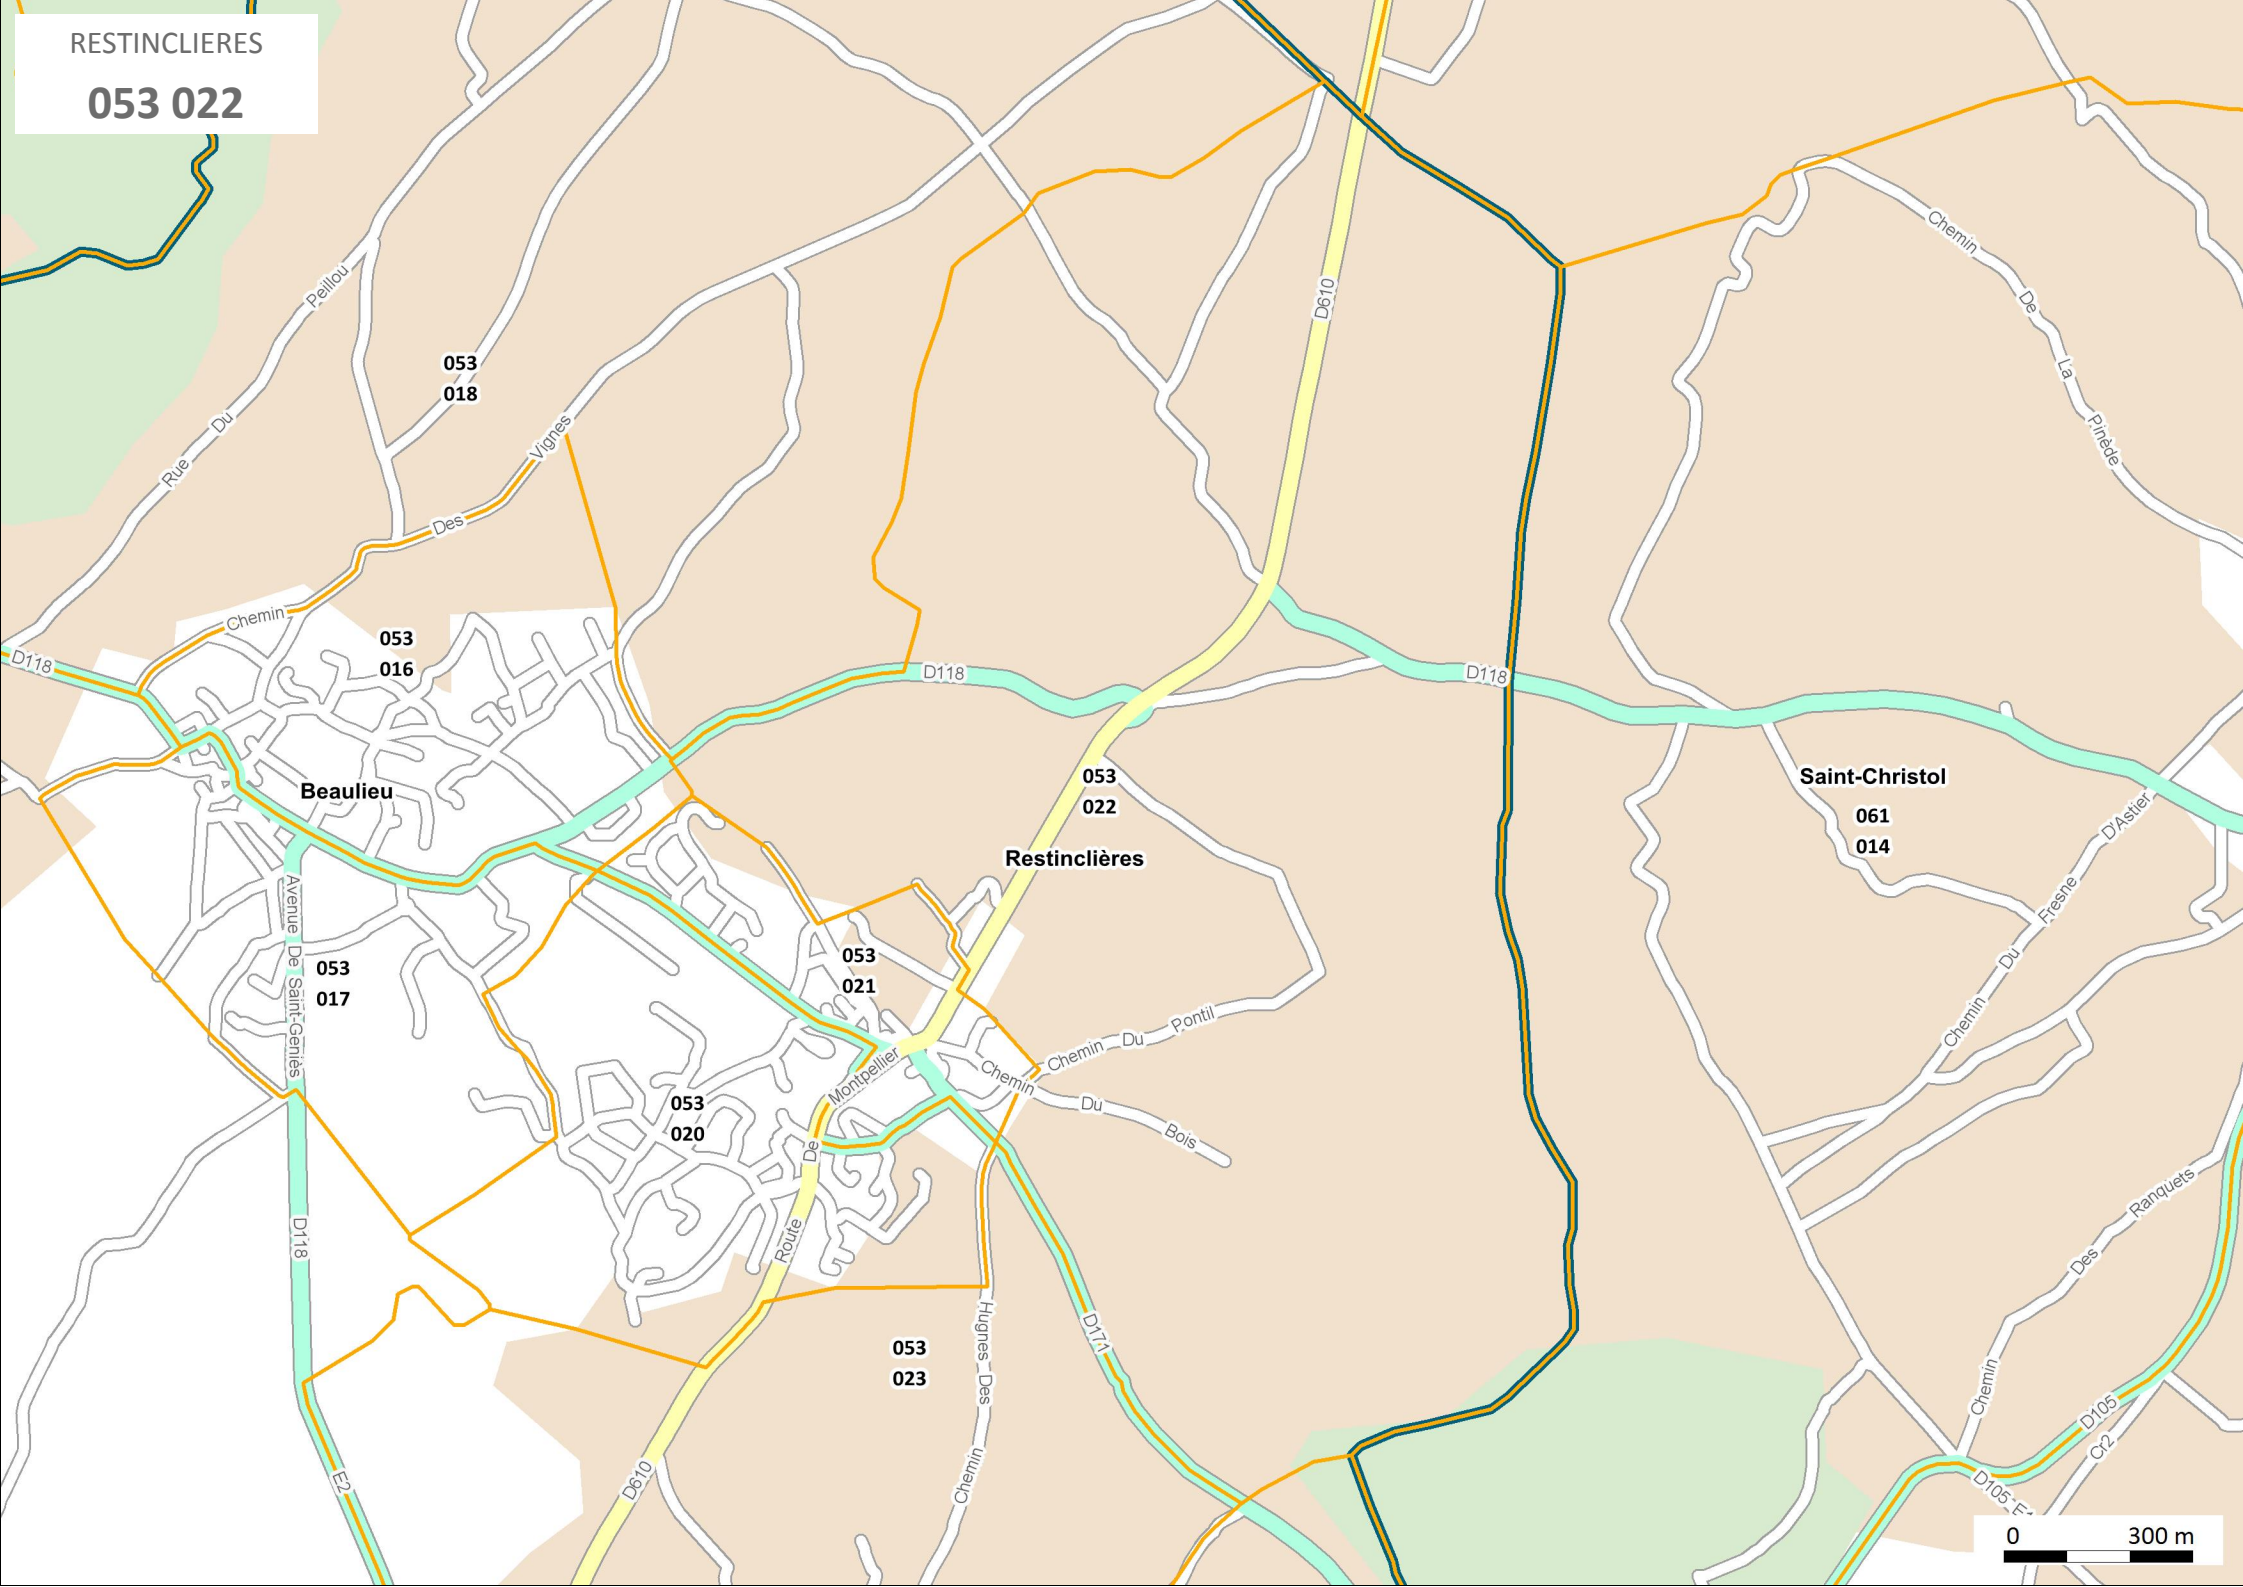 RESTINCLIERES
053 022
Chemin
De
La
Pinède
Peillou
Du
Rue
D610
053
018
Vignes
Des
Chemin
053
016
D118
D118
D118
Beaulieu
053
022
Restinclières
Saint-Christol
061
014
D'Astier
Fresne
Du
Chemin
Avenue De Saint-Geniès
053
017
053
021
Chemin Du Pontil
Chemin Du Bois
Montpellier
De
Route
053
020
D118
Ranquets
Des
Chemin
Hugnes Des
Chemin
D171
053
023
E2
D610
D105
Cr2
D105
0 300 m